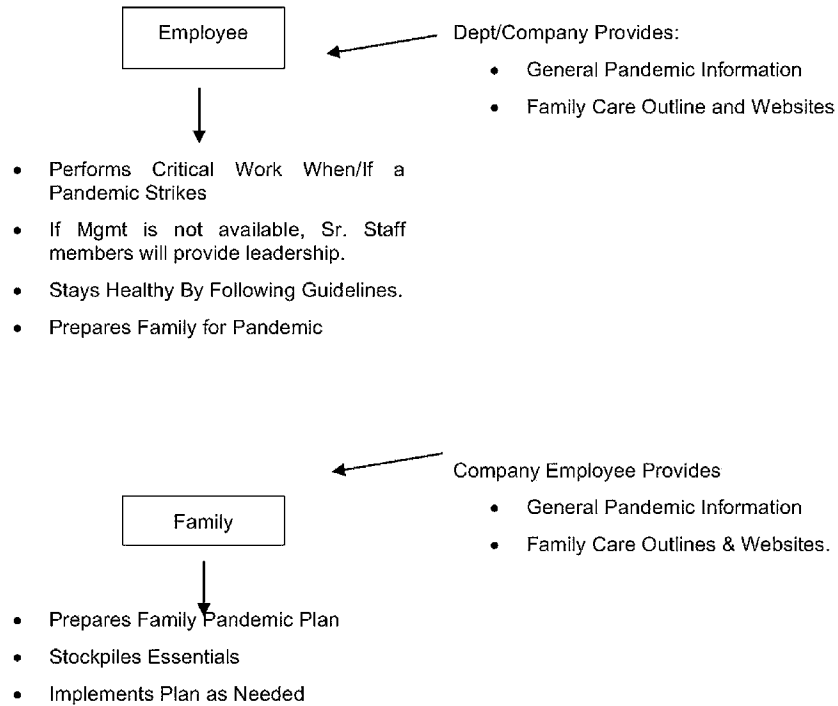 Employee
Dept/Company Provides:
• General Pandemic Information
• Family Care Outline and Websites
• Performs Critical Work When/If a
Pandemic Strikes
• If Mgmt is not available, Sr. Staff
members will provide leadership.
• Stays Healthy By Following Guidelines.
• Prepares Family for Pandemic
Company Employee Provides
• General Pandemic Information
• Family Care Outlines & Websites.
Family
• Prepares Family Pandemic Plan
• Stockpiles Essentials
• Implements Plan as Needed